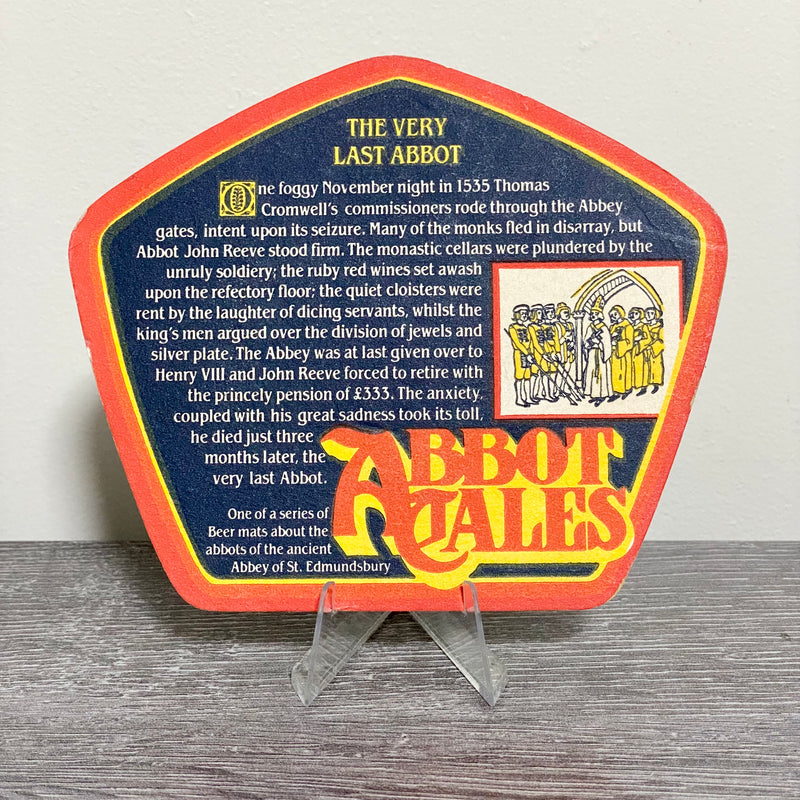 THE VERY
LAST ABBOT
One foggy November night in 1535 Thomas
Cromwell's commissioners rode through the Abbey
gates, intent upon its seizure. Many of the monks fled in disarray, but
Abbot John Reeve stood firm. The monastic cellars were plundered by the
unruly soldiery; the ruby red wines set awash
upon the refectory floor; the quiet cloisters were
rent by the laughter of dicing servants, whilst the
king's men argued over the division of jewels and
silver plate. The Abbey was at last given over to
Henry VIII and John Reeve forced to retire with
the princely pension of £333. The anxiety,
coupled with his great sadness took its toll,
he died just three
months later, the
very last Abbot.
ABBOT
TALES
One of a series of
Beer mats about the
abbots of the ancient
Abbey of St. Edmundsbury